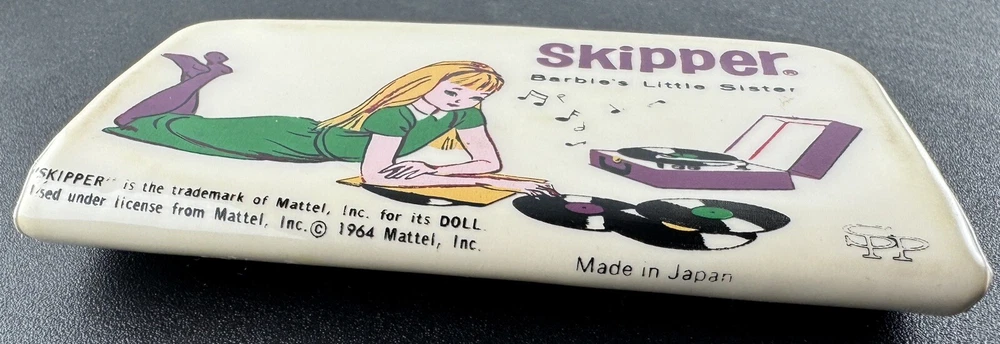 Skipper®
Barbie's Little Sister
"SKIPPER" is the trademark of Mattel, Inc. for its DOLL.
Used under license from Mattel, Inc. © 1964 Mattel, Inc.
Made in Japan